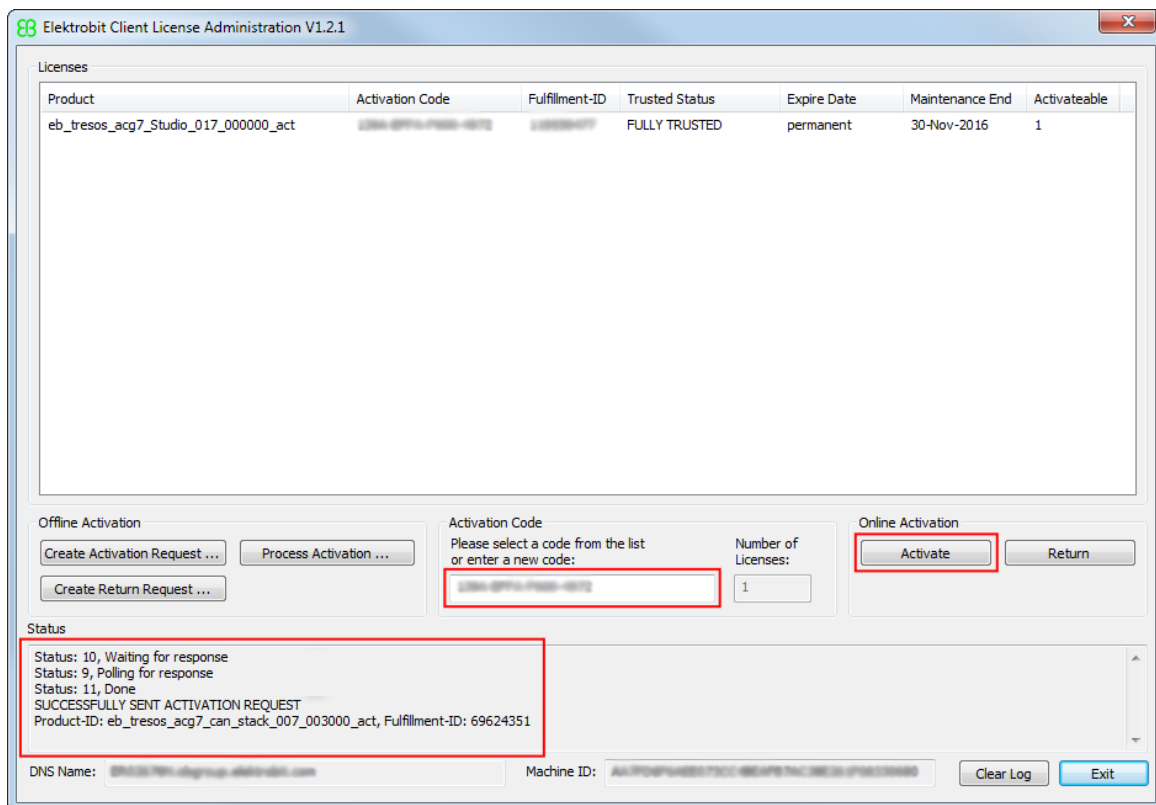 EB Elektrobit Client License Administration V1.2.1
Licenses
Product Activation Code Fulfillment-ID Trusted Status Expire Date Maintenance End Activateable
eb_tresos_acg7_Studio_017_000000_act FULLY TRUSTED permanent 30-Nov-2016 1
Offline Activation
Create Activation Request ... Process Activation ...
Create Return Request ...
Activation Code
Please select a code from the list
or enter a new code:
Number of
Licenses:
1
Online Activation
Activate Return
Status
Status: 10, Waiting for response
Status: 9, Polling for response
Status: 11, Done
SUCCESSFULLY SENT ACTIVATION REQUEST
Product-ID: eb_tresos_acg7_can_stack_007_003000_act, Fulfillment-ID: 69624351
DNS Name: Machine ID: Clear Log Exit